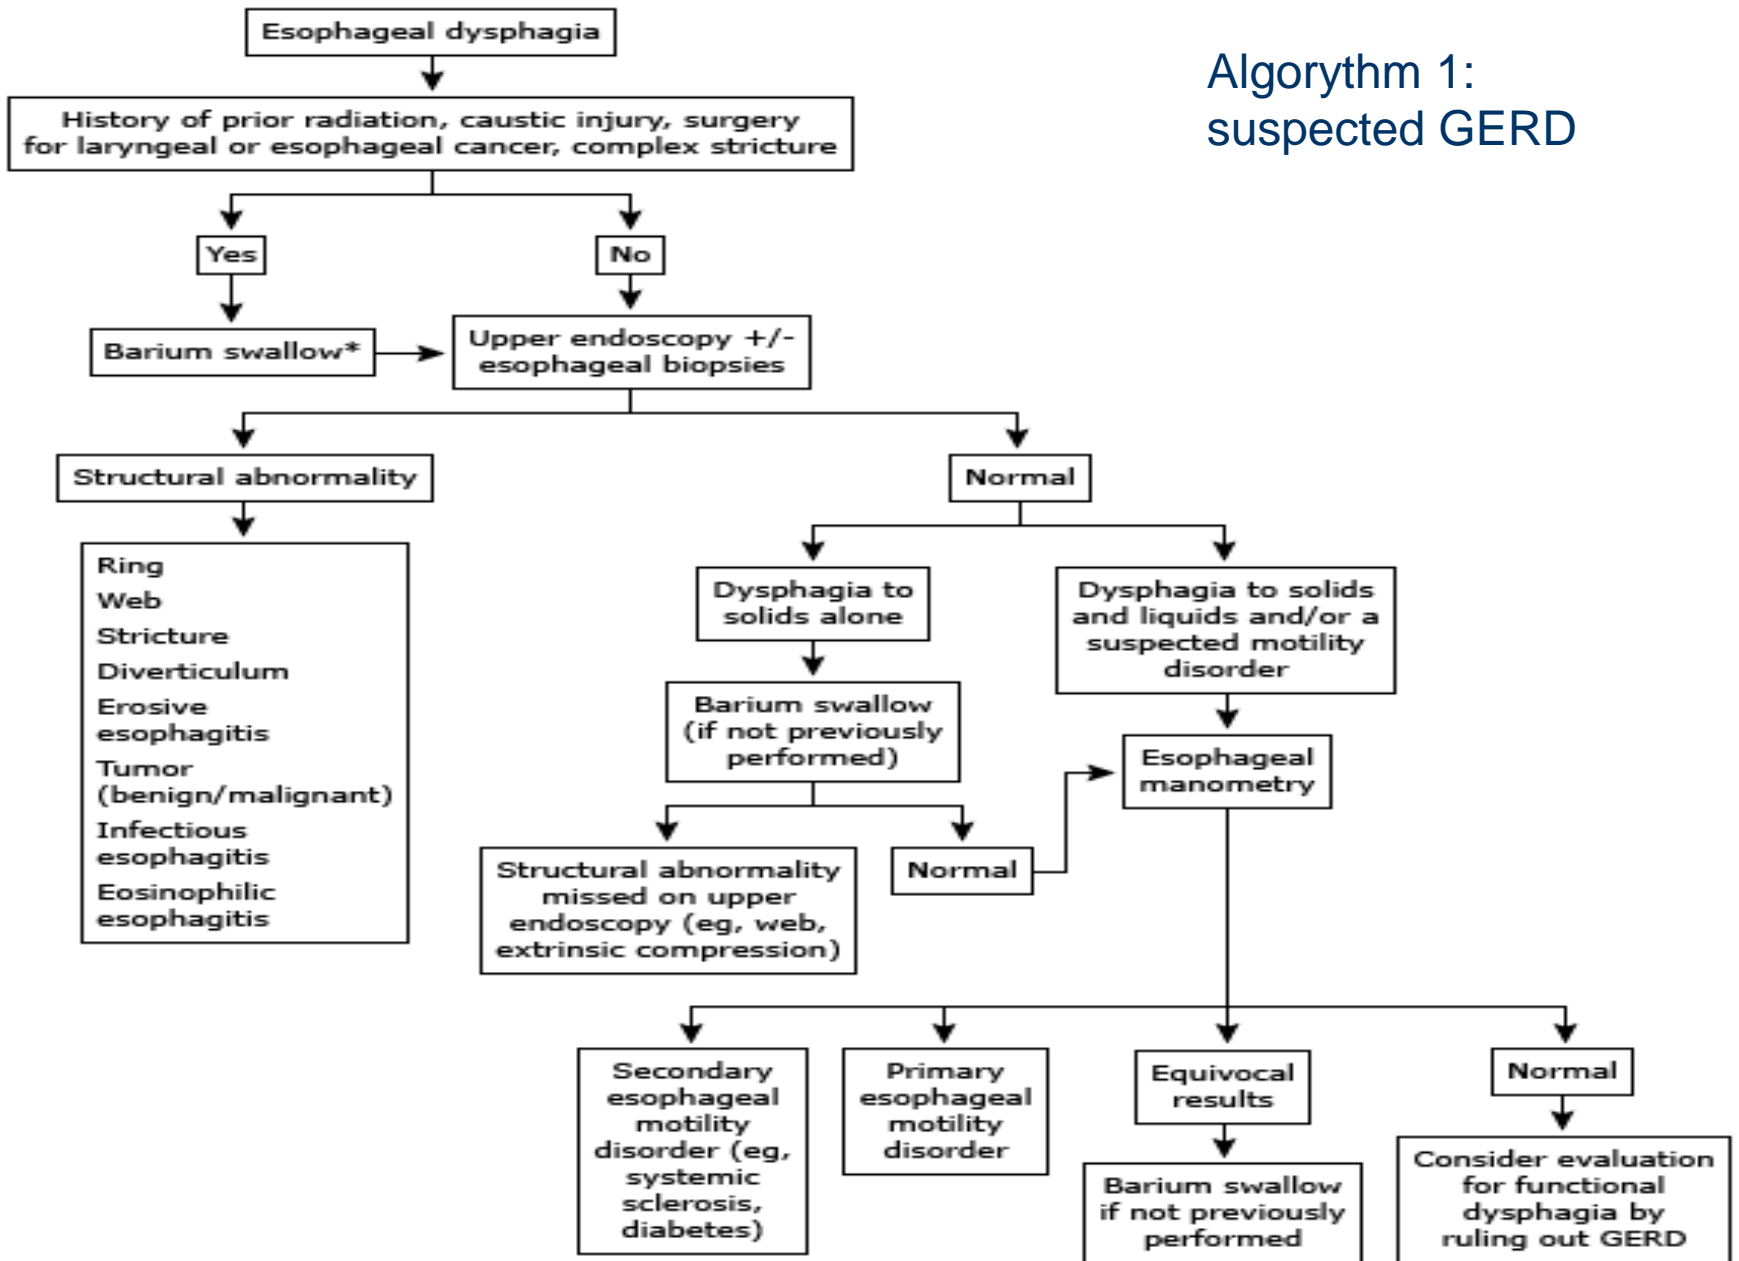 Esophageal dysphagia
Algorythm 1:
suspected GERD
History of prior radiation, caustic injury, surgery
for laryngeal or esophageal cancer, complex stricture
Yes
No
Barium swallow*
Upper endoscopy +/-
esophageal biopsies
Structural abnormality
Normal
Ring
Web
Stricture
Diverticulum
Erosive
esophagitis
Tumor
(benign/malignant)
Infectious
esophagitis
Eosinophilic
esophagitis
Dysphagia to
solids alone
Dysphagia to solids
and liquids and/or a
suspected motility
disorder
Barium swallow
(if not previously
performed)
Esophageal
manometry
Structural abnormality
missed on upper
endoscopy (eg, web,
extrinsic compression)
Normal
Secondary
esophageal
motility
disorder (eg,
systemic
sclerosis,
diabetes)
Primary
esophageal
motility
disorder
Equivocal
results
Normal
Barium swallow
if not previously
performed
Consider evaluation
for functional
dysphagia by
ruling out GERD